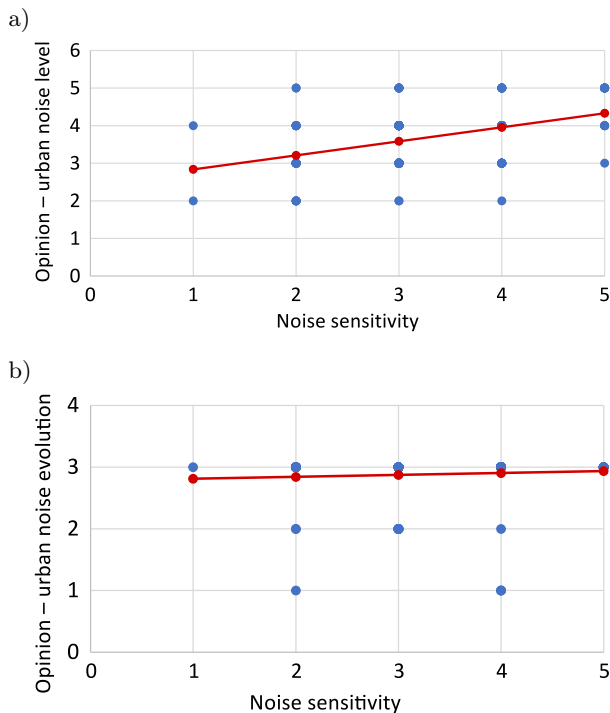 a)
Opinion – urban noise level
6
5
4
3
2
1
0
0 1 2 3 4 5
Noise sensitivity
b)
Opinion – urban noise evolution
4
3
2
1
0
0 1 2 3 4 5
Noise sensitivity